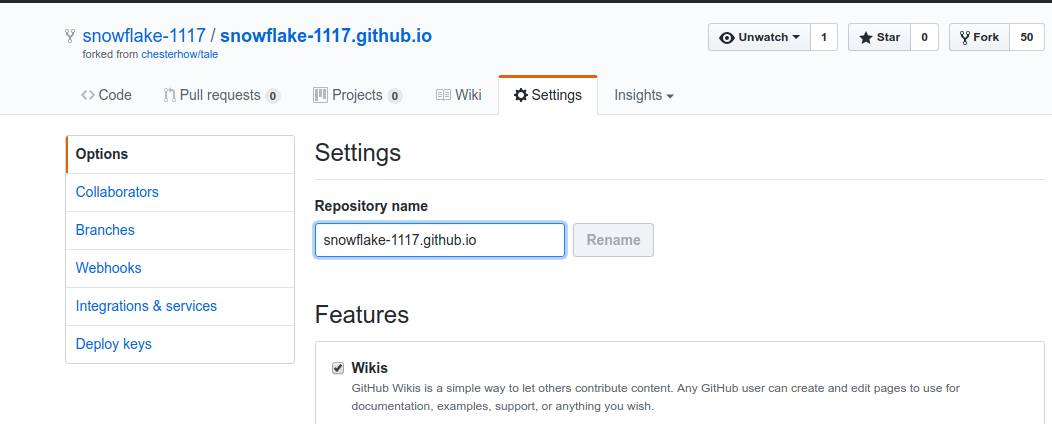 snowflake-1117 / snowflake-1117.github.io
Unwatch 1
Star 0
Fork 50
forked from chesterhow/tale
Code
Pull requests 0
Projects 0
Wiki
Settings
Insights
Options
Collaborators
Branches
Webhooks
Integrations & services
Deploy keys
Settings
Repository name
snowflake-1117.github.io
Rename
Features
Wikis
GitHub Wikis is a simple way to let others contribute content. Any GitHub user can create and edit pages to use for
documentation, examples, support, or anything you wish.